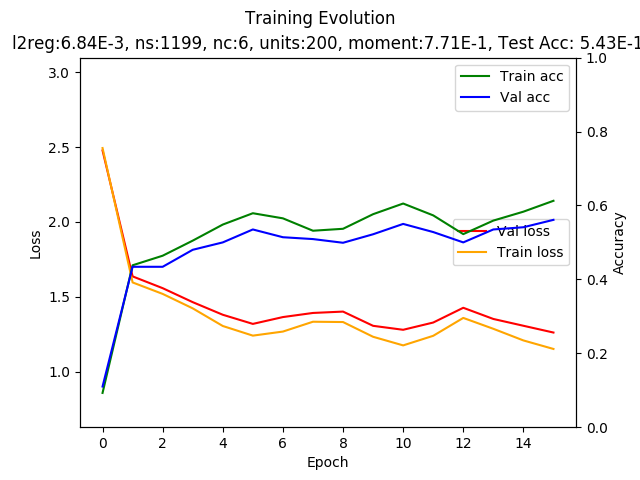 Training Evolution
l2reg:6.84E-3, ns:1199, nc:6, units:200, moment:7.71E-1, Test Acc: 5.43E-1
Train acc
Val acc
Val loss
Train loss
3.0
2.5
2.0
1.5
1.0
Loss
1.0
0.8
0.6
0.4
0.2
0.0
Accuracy
0 2 4 6 8 10 12 14
Epoch